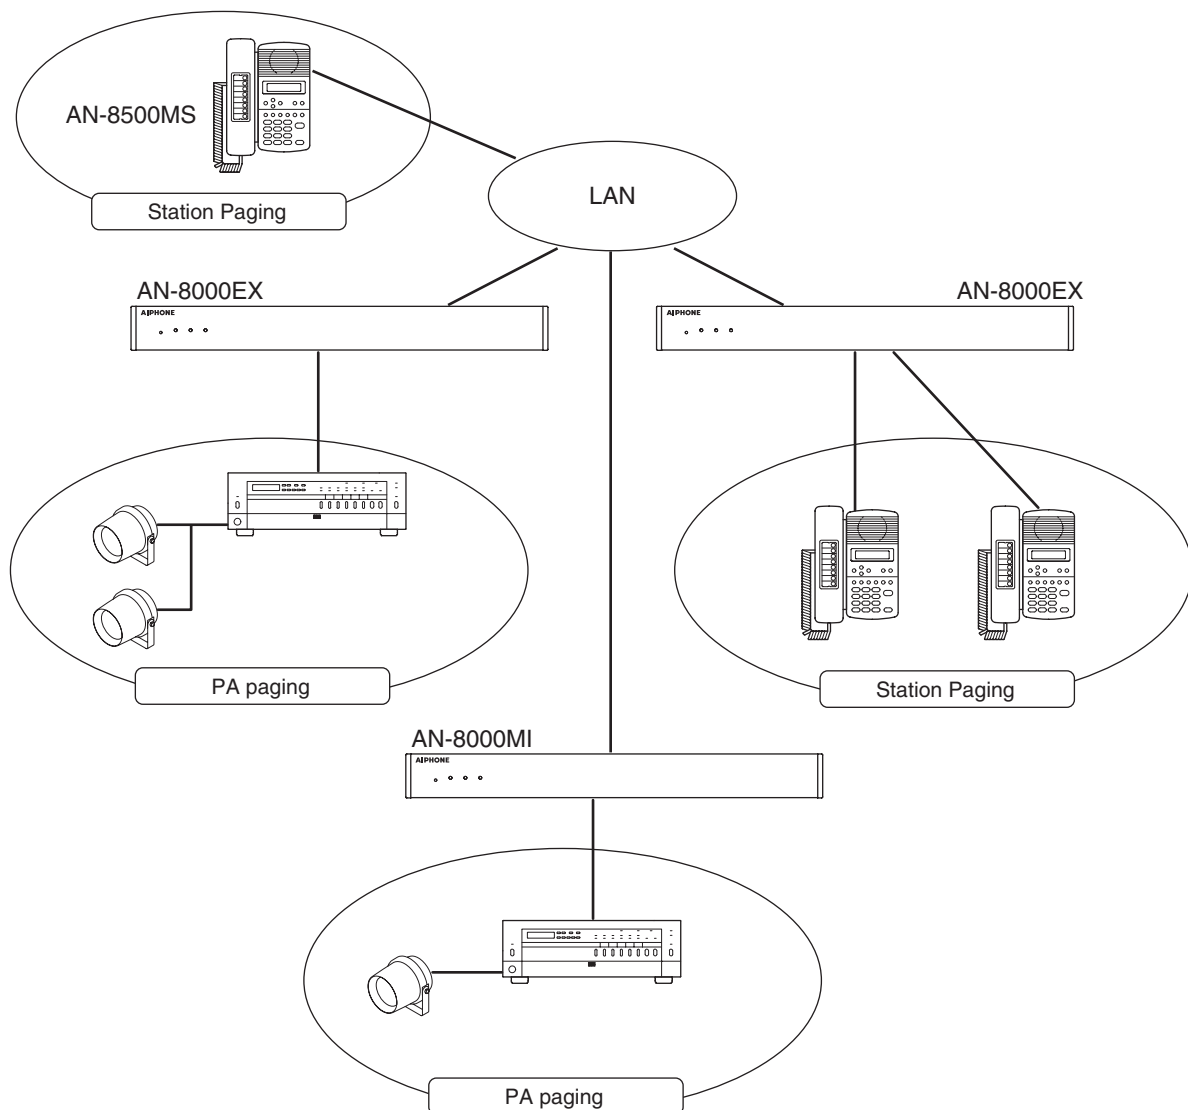 AN-8500MS
Station Paging
LAN
AN-8000EX
AIPHONE
AN-8000EX
AIPHONE
PA paging
Station Paging
AN-8000MI
AIPHONE
PA paging